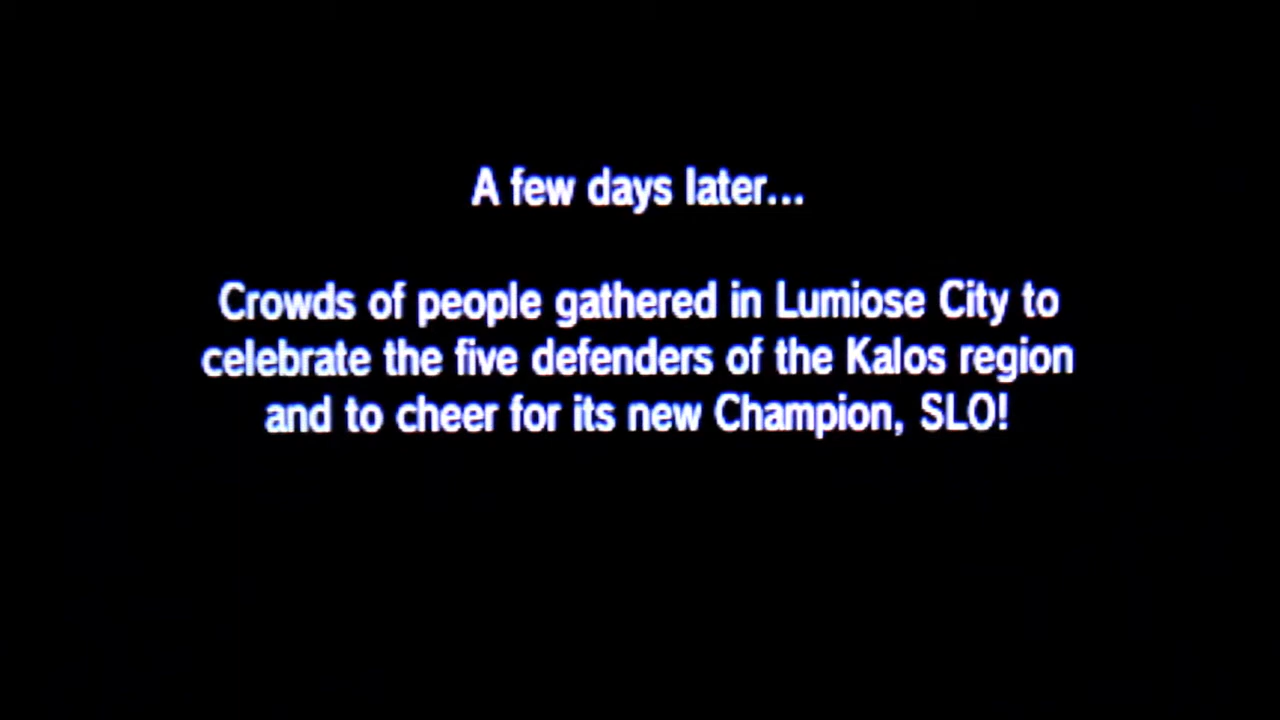 A few days later...
Crowds of people gathered in Lumiose City to
celebrate the five defenders of the Kalos region
and to cheer for its new Champion, SLO!